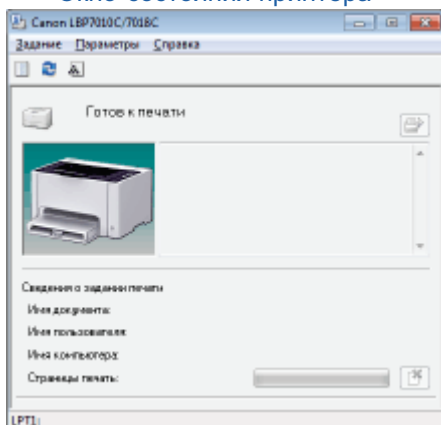 Окно состояния принтера
Canon LBP7010C/7018C
Задание Параметры Справка
Готов к печати
Сведения о задании печати
Имя документа:
Имя пользователя:
Имя компьютера:
Страницы печать:
LPT1: